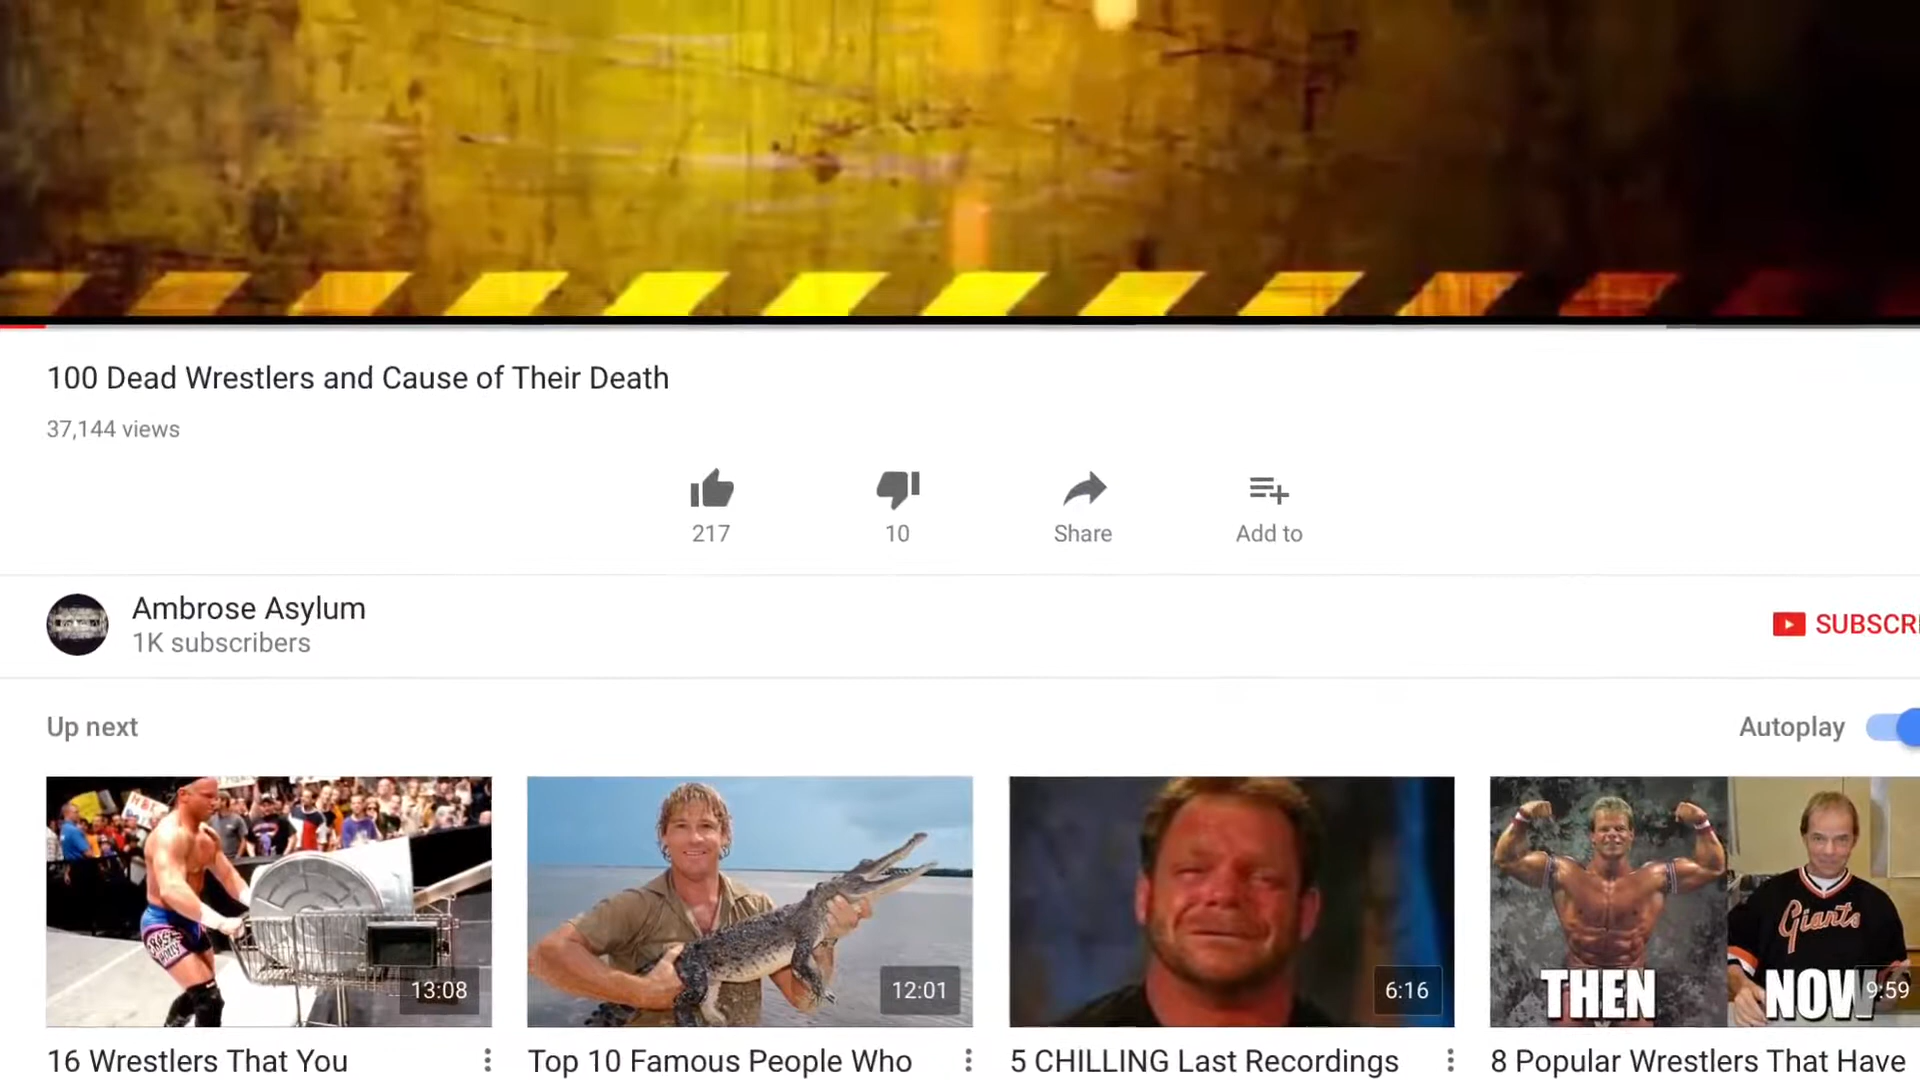 100 Dead Wrestlers and Cause of Their Death
37,144 views
217
10
Share
Add to
Ambrose Asylum
1K subscribers
SUBSCRI
Up next
Autoplay
13:08
12:01
6:16
THEN
Giants
NOW
9:59
16 Wrestlers That You
Top 10 Famous People Who
5 CHILLING Last Recordings
8 Popular Wrestlers That Have